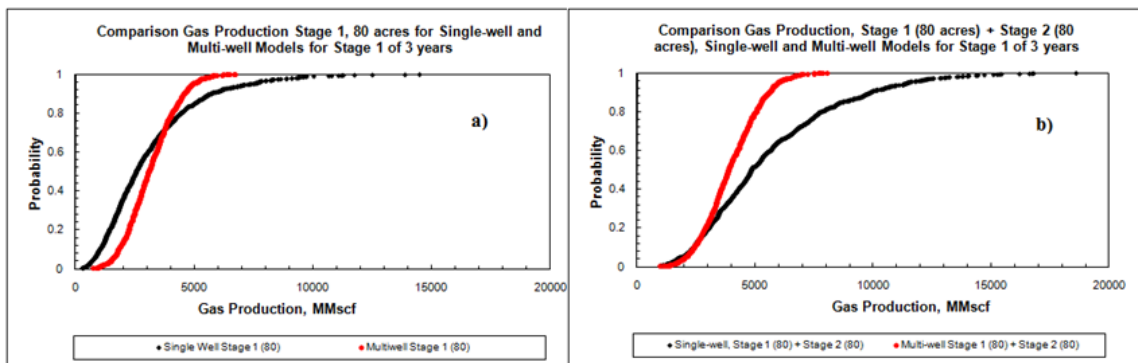 Comparison Gas Production Stage 1, 80 acres for Single-well and
Multi-well Models for Stage 1 of 3 years
1
0.8
0.6
0.4
0.2
0
Probability
a)
0
5000
10000
15000
20000
Gas Production, MMscf
Single Well Stage 1 (80)
Multiwell Stage 1 (80)
Comparison Gas Production, Stage 1 (80 acres) + Stage 2 (80
acres), Single-well and Multi-well Models for Stage 1 of 3 years
1
0.8
0.6
0.4
0.2
0
Probability
b)
0
5000
10000
15000
20000
Gas Production, MMscf
Single-well, Stage 1 (80) + Stage 2 (80)
Multi-well Stage 1 (80) + Stage 2 (80)